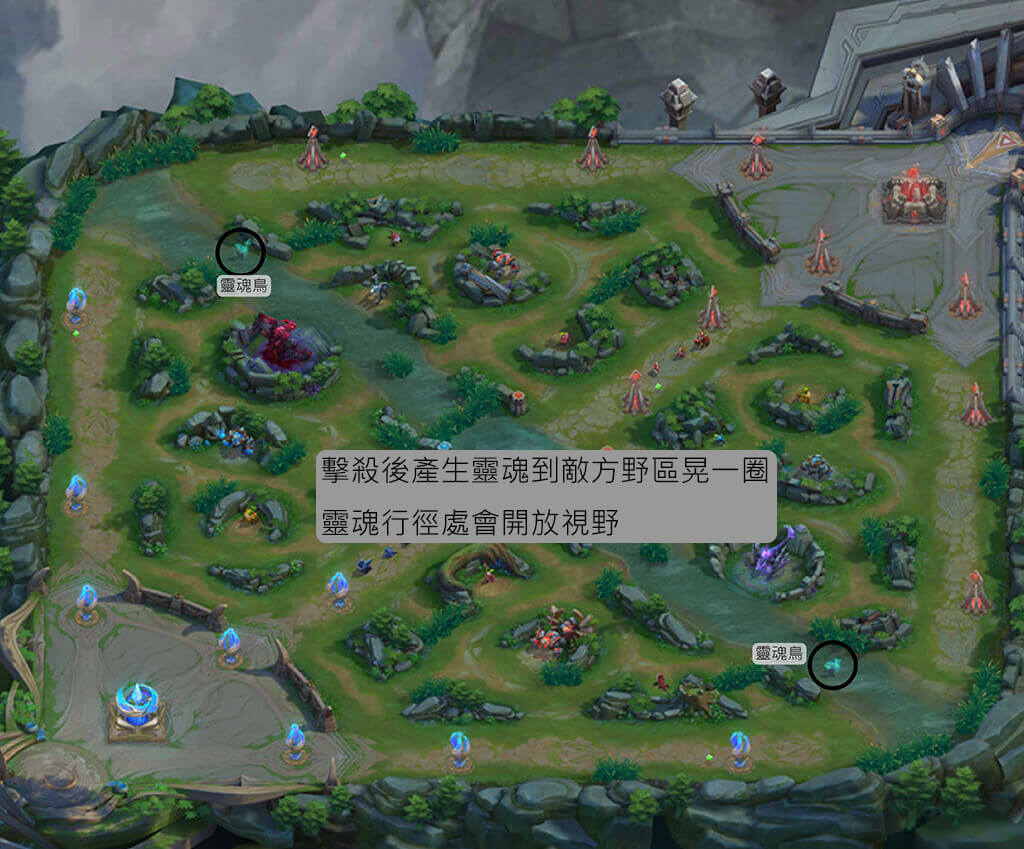 靈魂鳥
擊殺後產生靈魂到敵方野區晃一圈
靈魂行徑處會開放視野
靈魂鳥